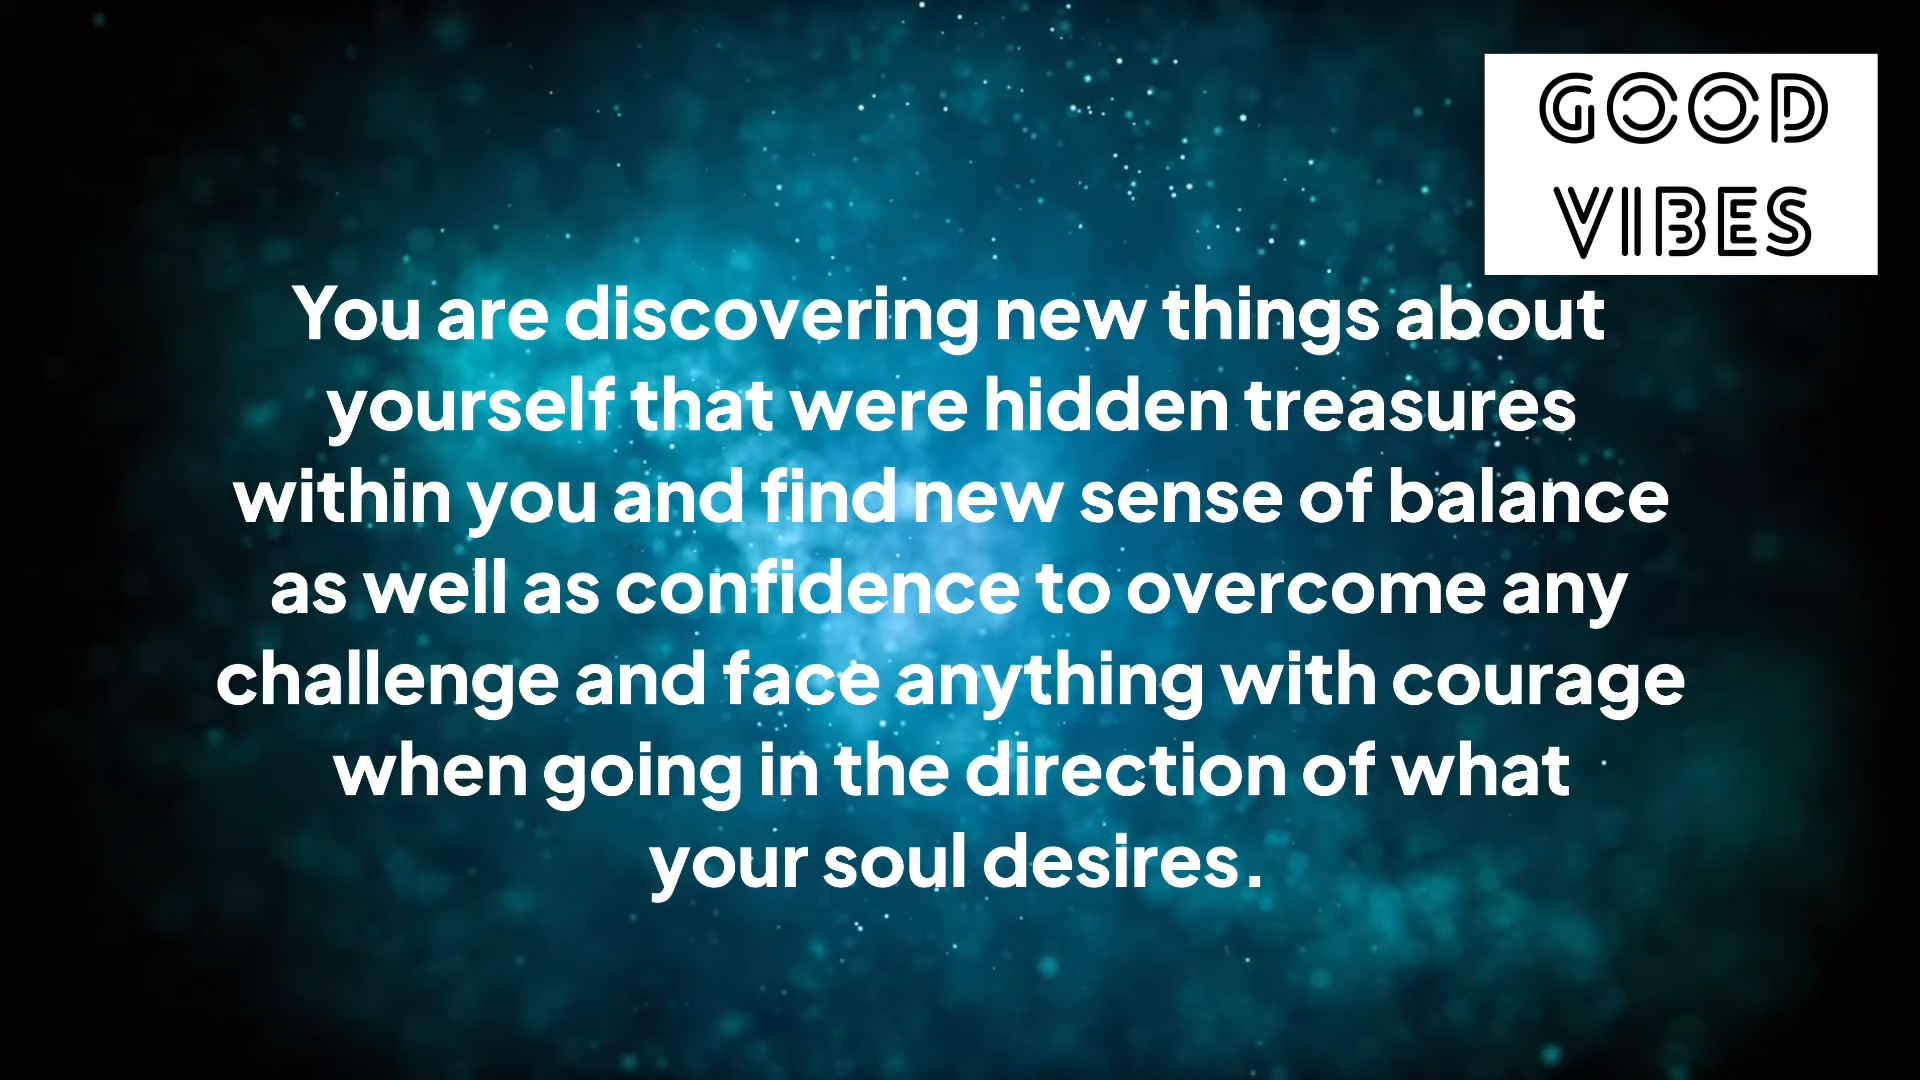 GOOD
VIBES
You are discovering new things about
yourself that were hidden treasures
within you and find new sense of balance
as well as confidence to overcome any
challenge and face anything with courage
when going in the direction of what
your soul desires.